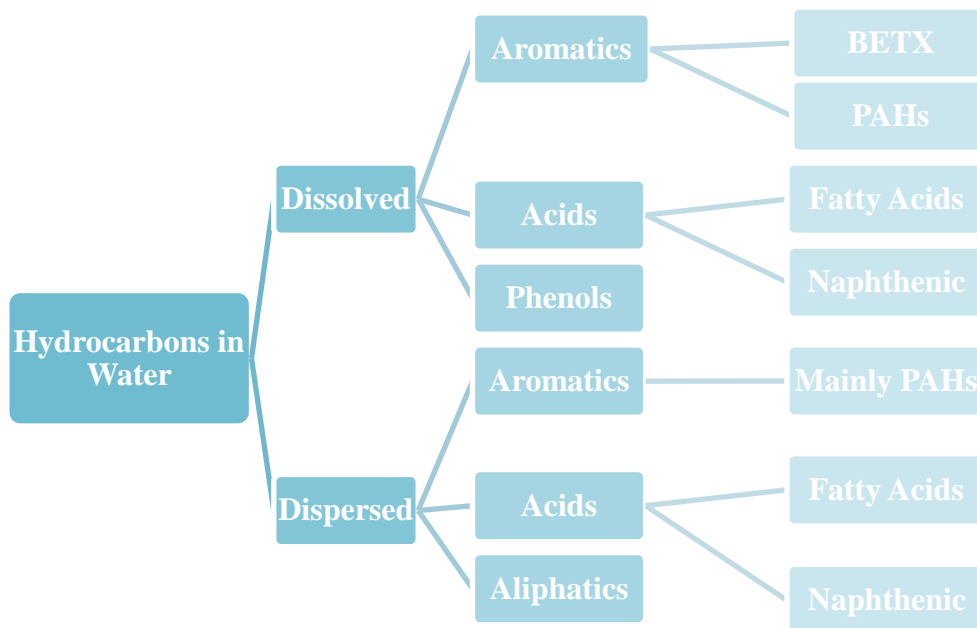 Hydrocarbons in
Water
Dissolved
Aromatics
BETX
PAHs
Acids
Fatty Acids
Naphthenic
Phenols
Dispersed
Aromatics
Mainly PAHs
Acids
Fatty Acids
Naphthenic
Aliphatics